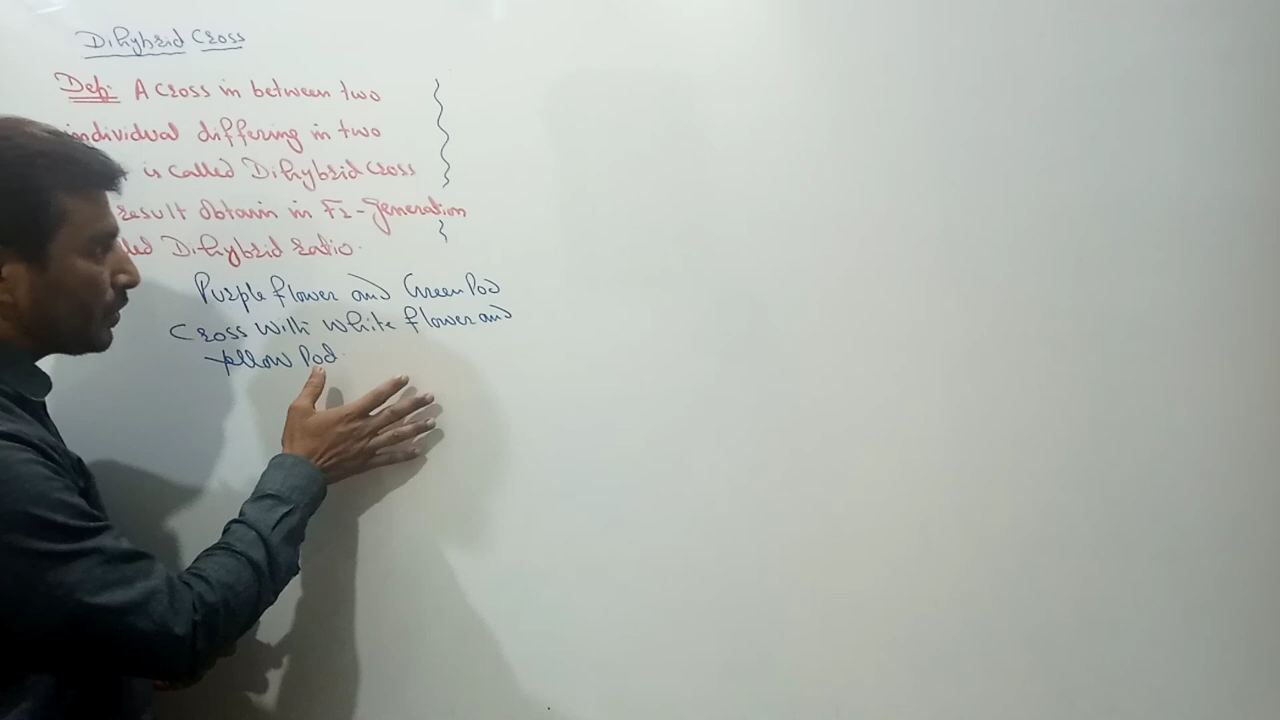 Dihybrid Cross
Def: A Cross in between two
individual differing in two
is called Dihybrid Cross
result obtain in F2-generation
Dihybrid ratio.
Purple flower and Green Pod
Cross with white flower and
yellow Pod.